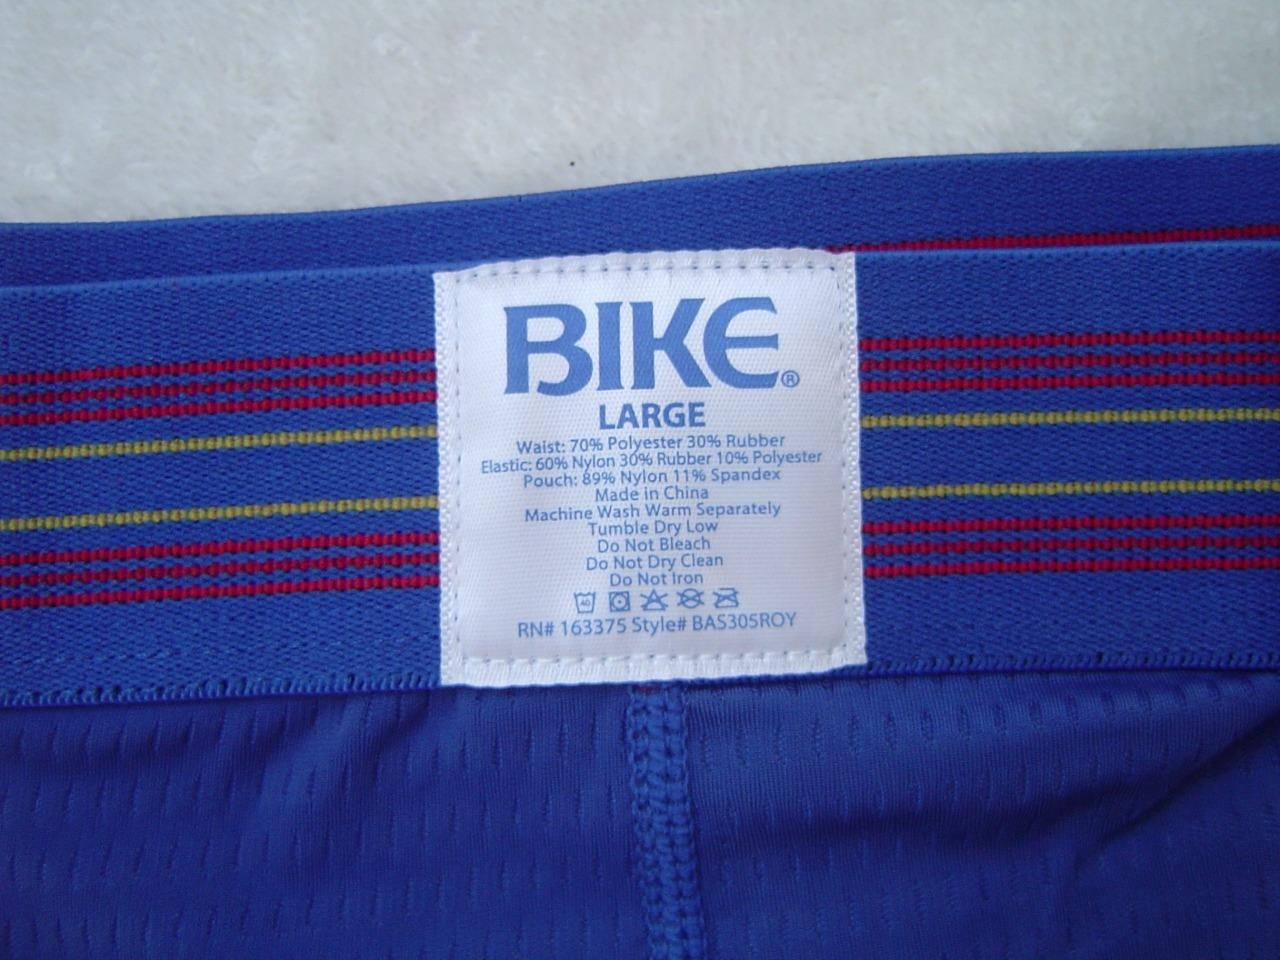 BIKE®
LARGE
Waist: 70% Polyester 30% Rubber
Elastic: 60% Nylon 30% Rubber 10% Polyester
Pouch: 89% Nylon 11% Spandex
Made in China
Machine Wash Warm Separately
Tumble Dry Low
Do Not Bleach
Do Not Dry Clean
Do Not Iron
40
RN# 163375 Style# BAS305ROY